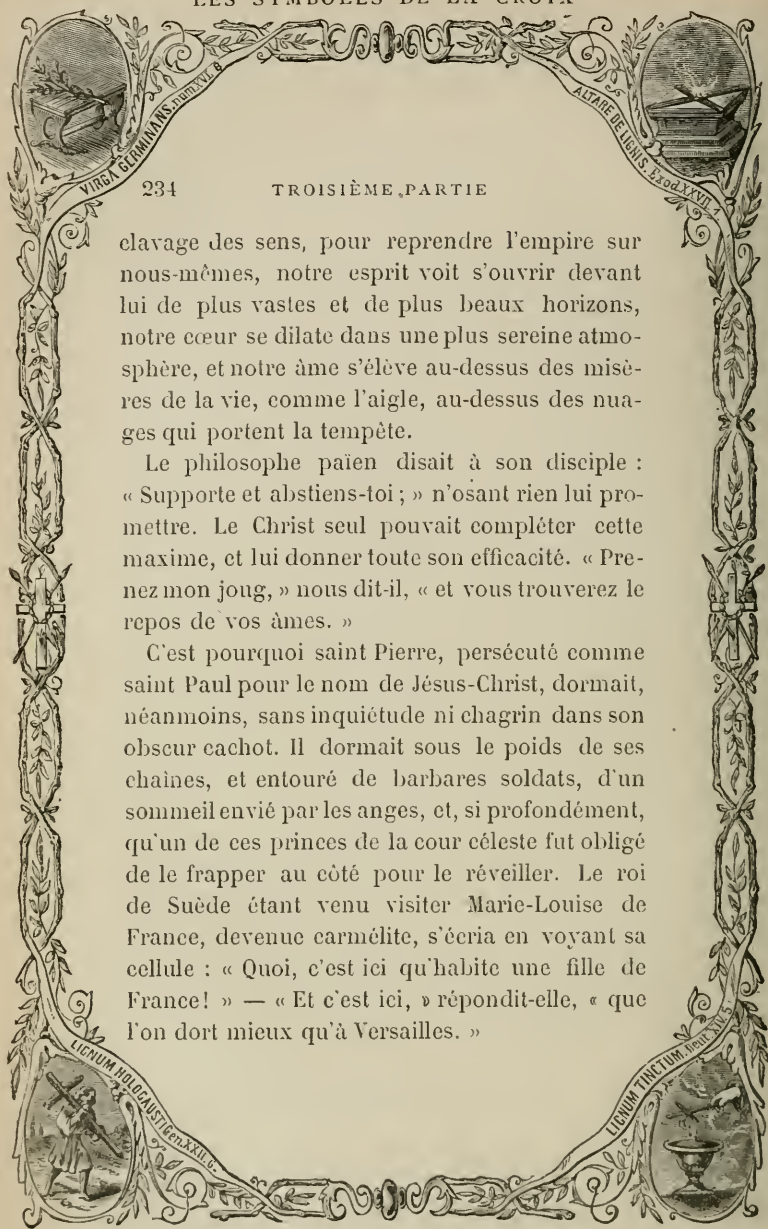 LES SYMBOLES DE LA CROIX
VIRGA GERMINANS. num XVI. 8
ALTARE DE LIGNIS. Exod XXVII. 1
234 TROISIÈME PARTIE
clavage des sens, pour reprendre l'empire sur
nous-mêmes, notre esprit voit s'ouvrir devant
lui de plus vastes et de plus beaux horizons,
notre cœur se dilate dans une plus sereine atmo-
sphère, et notre âme s'élève au-dessus des misè-
res de la vie, comme l'aigle, au-dessus des nua-
ges qui portent la tempête.
Le philosophe païen disait à son disciple :
« Supporte et abstiens-toi ; » n'osant rien lui pro-
mettre. Le Christ seul pouvait compléter cette
maxime, et lui donner toute son efficacité. « Pre-
nez mon joug, » nous dit-il, « et vous trouverez le
repos de vos âmes. »
C'est pourquoi saint Pierre, persécuté comme
saint Paul pour le nom de Jésus-Christ, dormait,
néanmoins, sans inquiétude ni chagrin dans son
obscur cachot. Il dormait sous le poids de ses
chaînes, et entouré de barbares soldats, d'un
sommeil envié par les anges, et, si profondément,
qu'un de ces princes de la cour céleste fut obligé
de le frapper au côté pour le réveiller. Le roi
de Suède étant venu visiter Marie-Louise de
France, devenue carmélite, s'écria en voyant sa
cellule : « Quoi, c'est ici qu'habite une fille de
France! » — « Et c'est ici, » répondit-elle, « que
l'on dort mieux qu'à Versailles. »
LIGNUM HOLOCAUSTI Gen. XXII. 6.
LIGNUM TINCTUM. Deut. XIV. 5